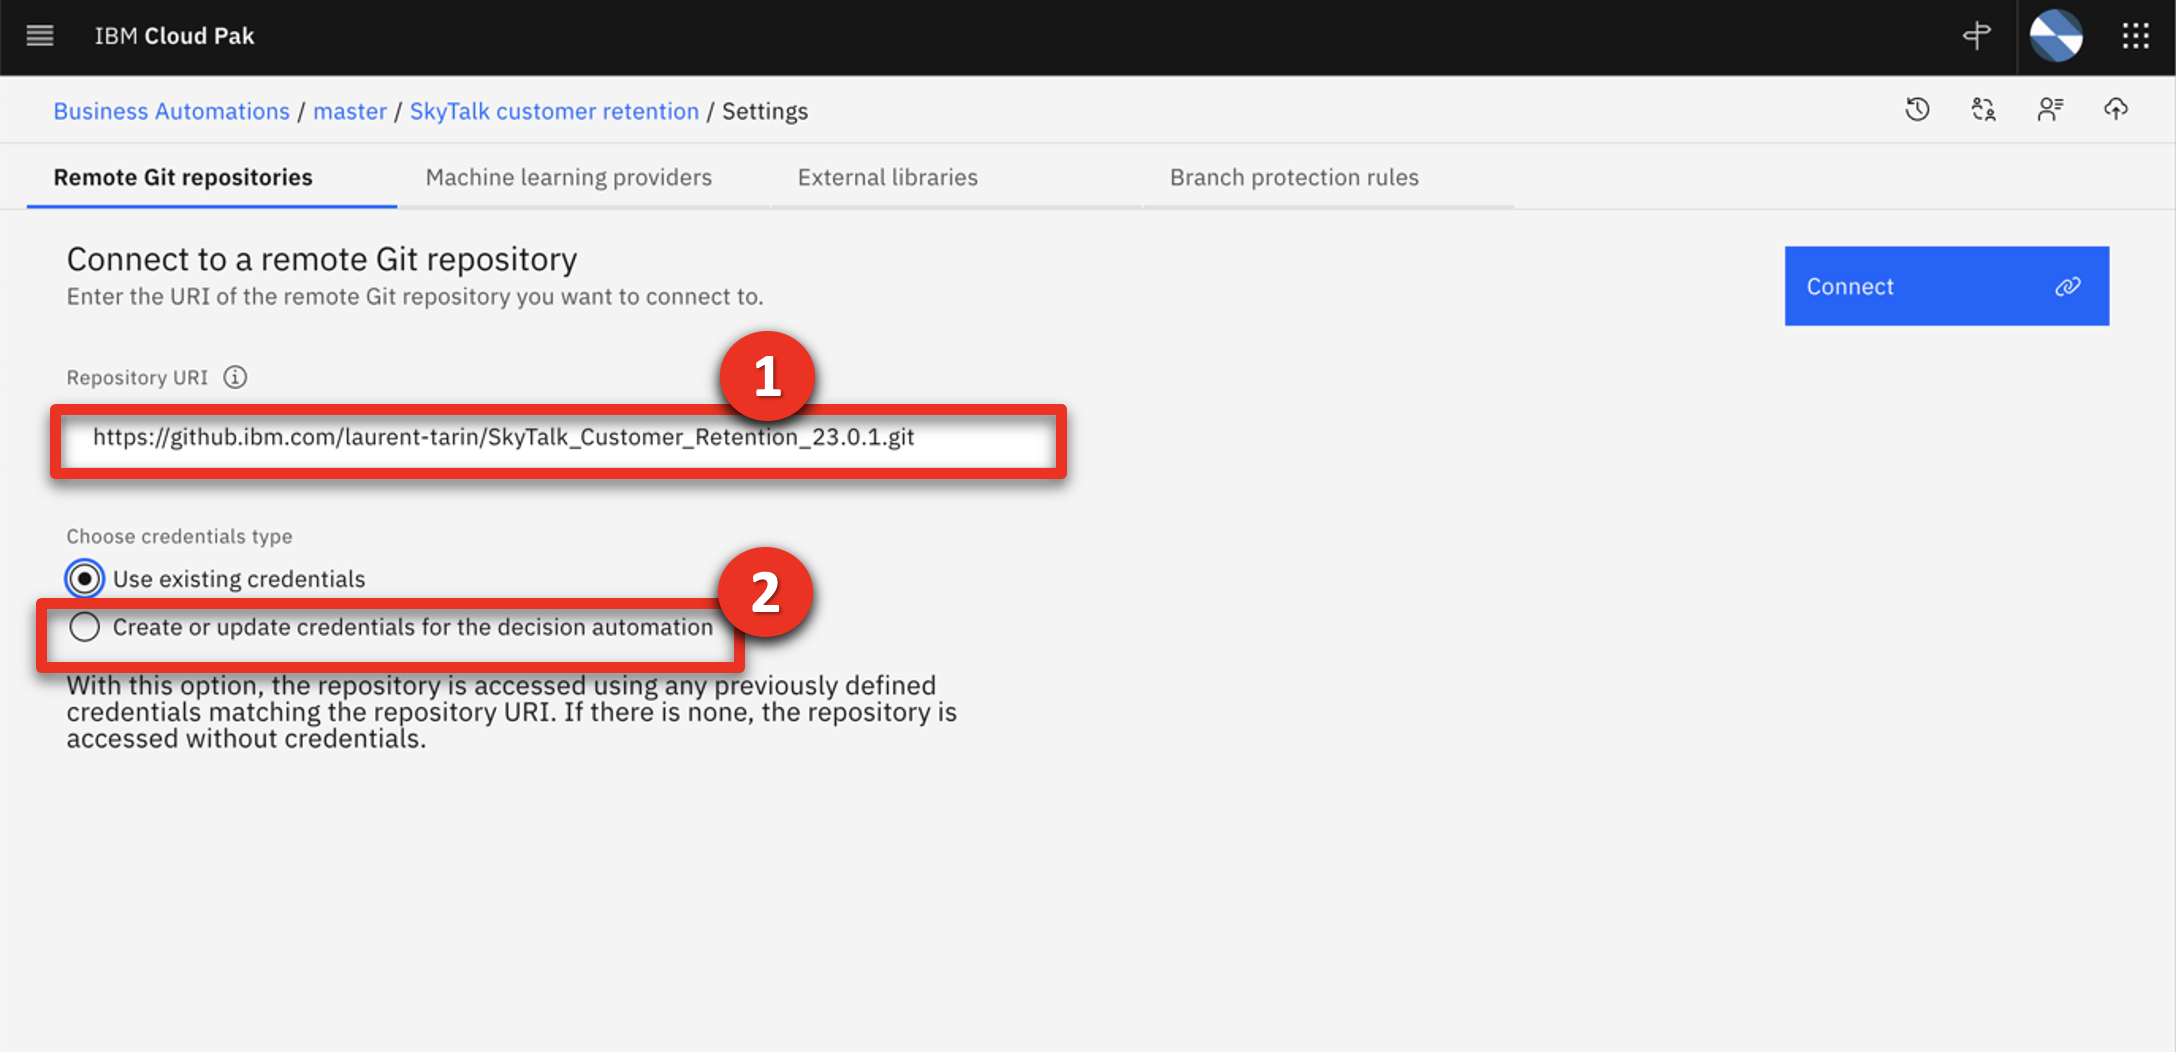 IBM Cloud Pak
Business Automations / master / SkyTalk customer retention / Settings
Remote Git repositories
Machine learning providers
External libraries
Branch protection rules
Connect to a remote Git repository
Enter the URI of the remote Git repository you want to connect to.
Connect
1
Repository URI
https://github.ibm.com/laurent-tarin/SkyTalk_Customer_Retention_23.0.1.git
Choose credentials type
Use existing credentials
2
Create or update credentials for the decision automation
With this option, the repository is accessed using any previously defined
credentials matching the repository URI. If there is none, the repository is
accessed without credentials.